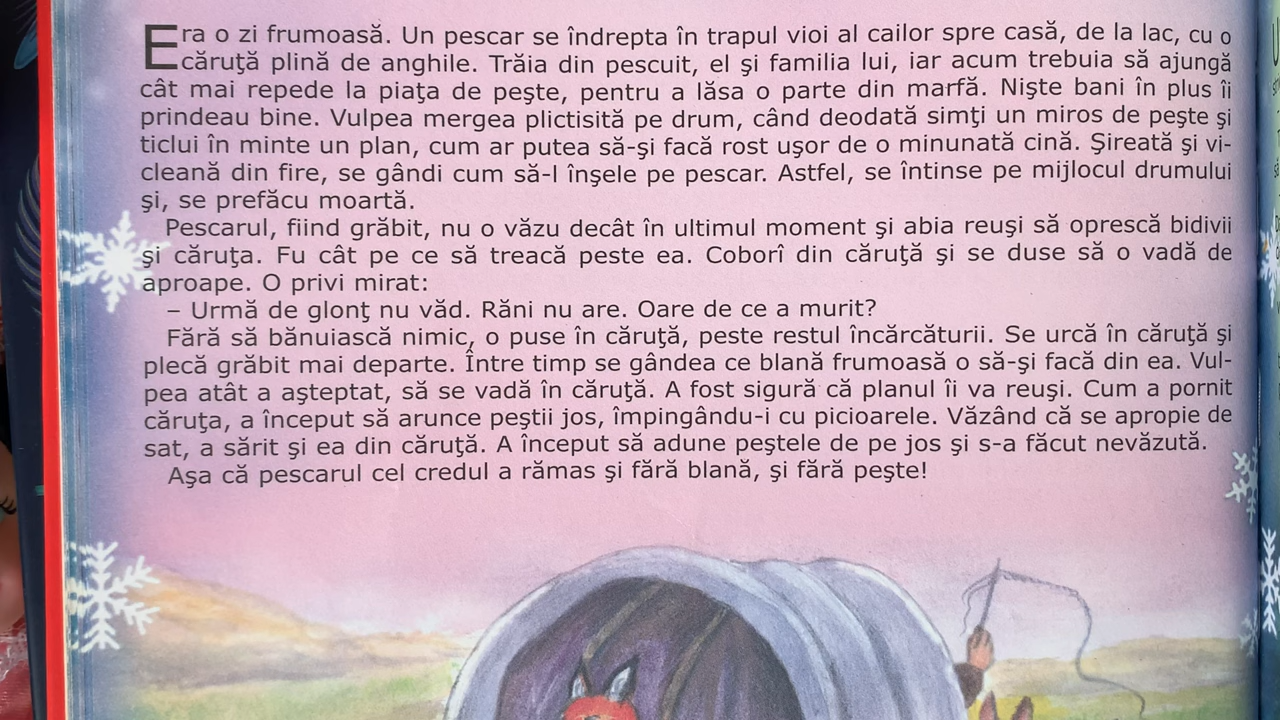 Era o zi frumoasă. Un pescar se îndrepta în trapul vioi al cailor spre casă, de la lac, cu o
căruţă plină de anghile. Trăia din pescuit, el şi familia lui, iar acum trebuia să ajungă
cât mai repede la piaţa de peşte, pentru a lăsa o parte din marfă. Nişte bani în plus îi
prindeau bine. Vulpea mergea plictisită pe drum, când deodată simţi un miros de peşte şi
ticlui în minte un plan, cum ar putea să-şi facă rost uşor de o minunată cină. Şireată şi vi-
cleană din fire, se gândi cum să-l înşele pe pescar. Astfel, se întinse pe mijlocul drumului
şi, se prefăcu moartă.
Pescarul, fiind grăbit, nu o văzu decât în ultimul moment şi abia reuşi să oprescă bidivii
şi căruţa. Fu cât pe ce să treacă peste ea. Coborî din căruţă şi se duse să o vadă de
aproape. O privi mirat:
– Urmă de glonţ nu văd. Răni nu are. Oare de ce a murit?
Fără să bănuiască nimic, o puse în căruţă, peste restul încărcăturii. Se urcă în căruţă şi
plecă grăbit mai departe. Între timp se gândea ce blană frumoasă o să-şi facă din ea. Vul-
pea atât a aşteptat, să se vadă în căruţă. A fost sigură că planul îi va reuşi. Cum a pornit
căruţa, a început să arunce peştii jos, împingându-i cu picioarele. Văzând că se apropie de
sat, a sărit şi ea din căruţă. A început să adune peştele de pe jos şi s-a făcut nevăzută.
Aşa că pescarul cel credul a rămas şi fără blană, şi fără peşte!